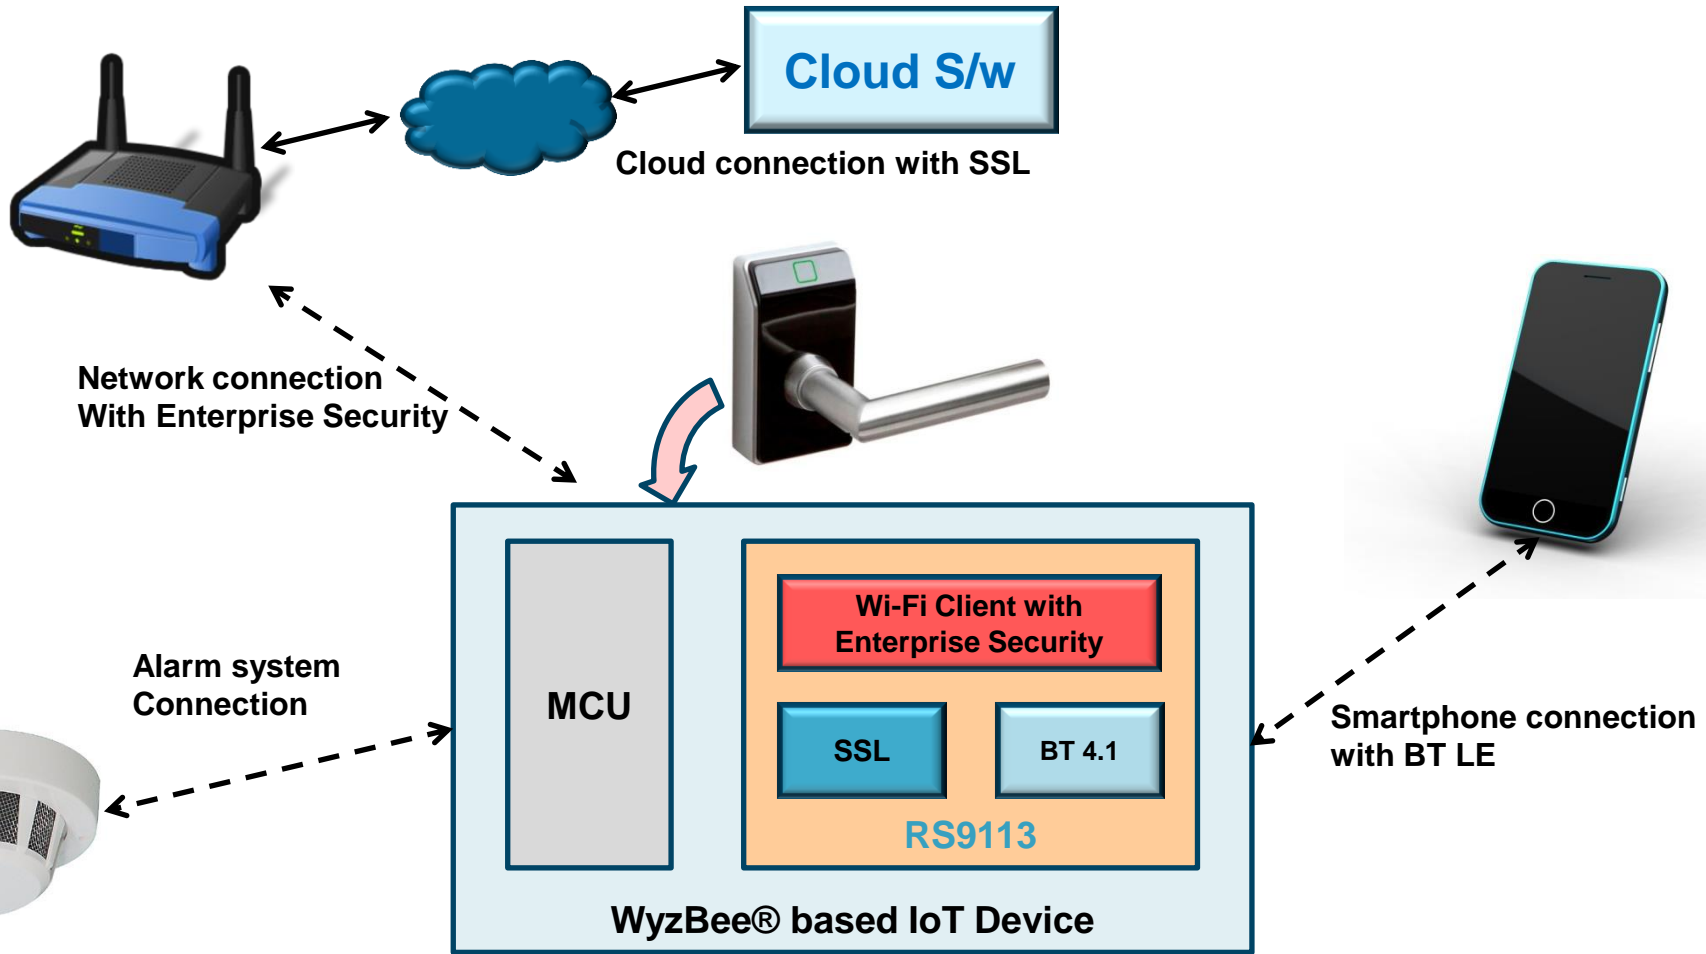 Cloud S/w
Cloud connection with SSL
Network connection
With Enterprise Security
Wi-Fi Client with
Enterprise Security
Alarm system
Connection
MCU
SSL
BT 4.1
Smartphone connection
with BT LE
RS9113
WyzBee® based IoT Device